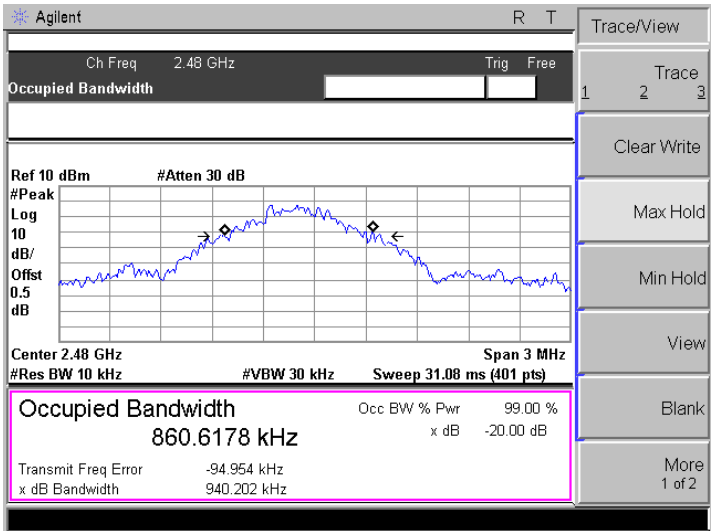 Agilent R T
Ch Freq 2.48 GHz Trig Free
Occupied Bandwidth
Ref 10 dBm #Atten 30 dB
#Peak
Log
10
dB/
Offst
0.5
dB
Center 2.48 GHz Span 3 MHz
#Res BW 10 kHz #VBW 30 kHz Sweep 31.08 ms (401 pts)
Occupied Bandwidth Occ BW % Pwr 99.00 %
860.6178 kHz x dB -20.00 dB
Transmit Freq Error -94.954 kHz
x dB Bandwidth 940.202 kHz
Trace/View
Trace
1 2 3
Clear Write
Max Hold
Min Hold
View
Blank
More
1 of 2